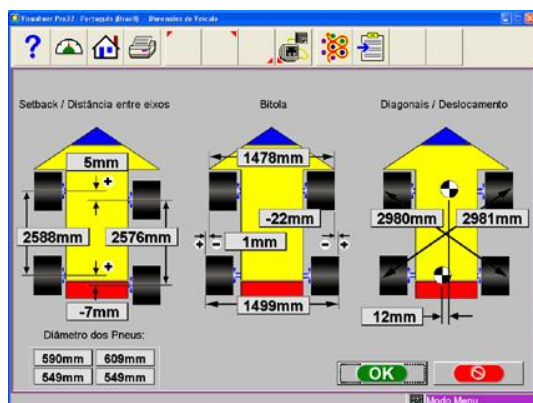 Visualiner Pro32 - Português (Brasil) - Dimensões do Veículo
?
Setback / Distância entre eixos
Bitola
Diagonais / Deslocamento
5mm
+
2588mm
2576mm
+
-7mm
1478mm
-22mm
+ - 1mm - +
1499mm
2980mm
2981mm
12mm
Diâmetro dos Pneus:
590mm 609mm
549mm 549mm
OK
Modo Menu